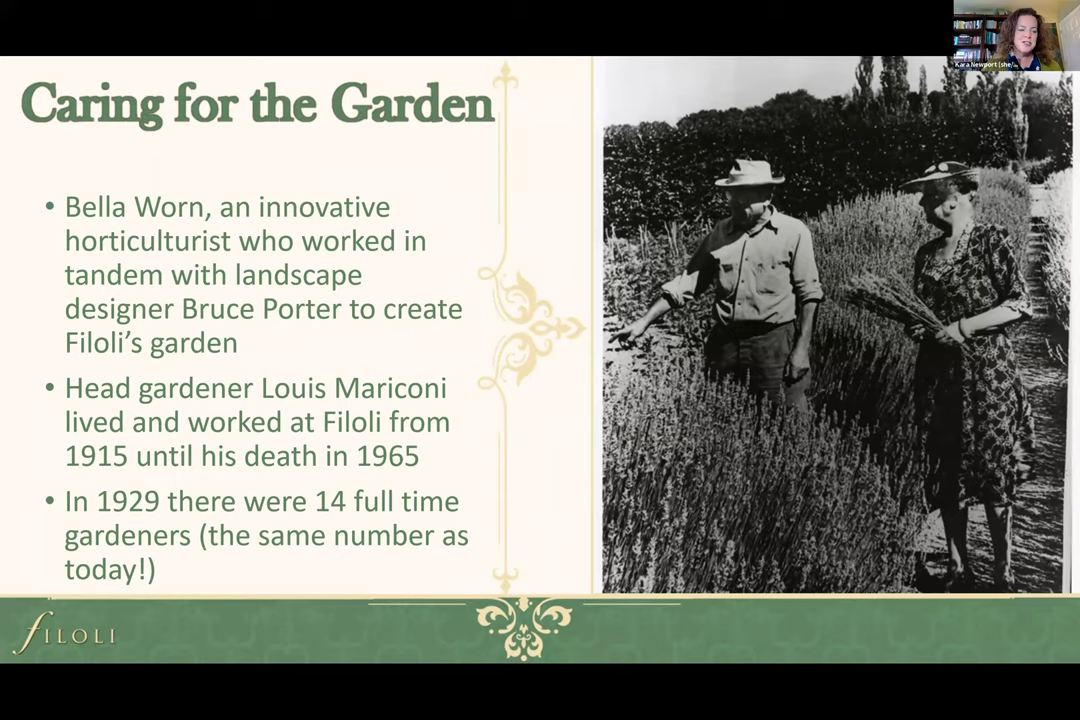 Kara Newport (she/...
Caring for the Garden
• Bella Worn, an innovative
horticulturist who worked in
tandem with landscape
designer Bruce Porter to create
Filoli’s garden
• Head gardener Louis Mariconi
lived and worked at Filoli from
1915 until his death in 1965
• In 1929 there were 14 full time
gardeners (the same number as
today!)
FILOLI